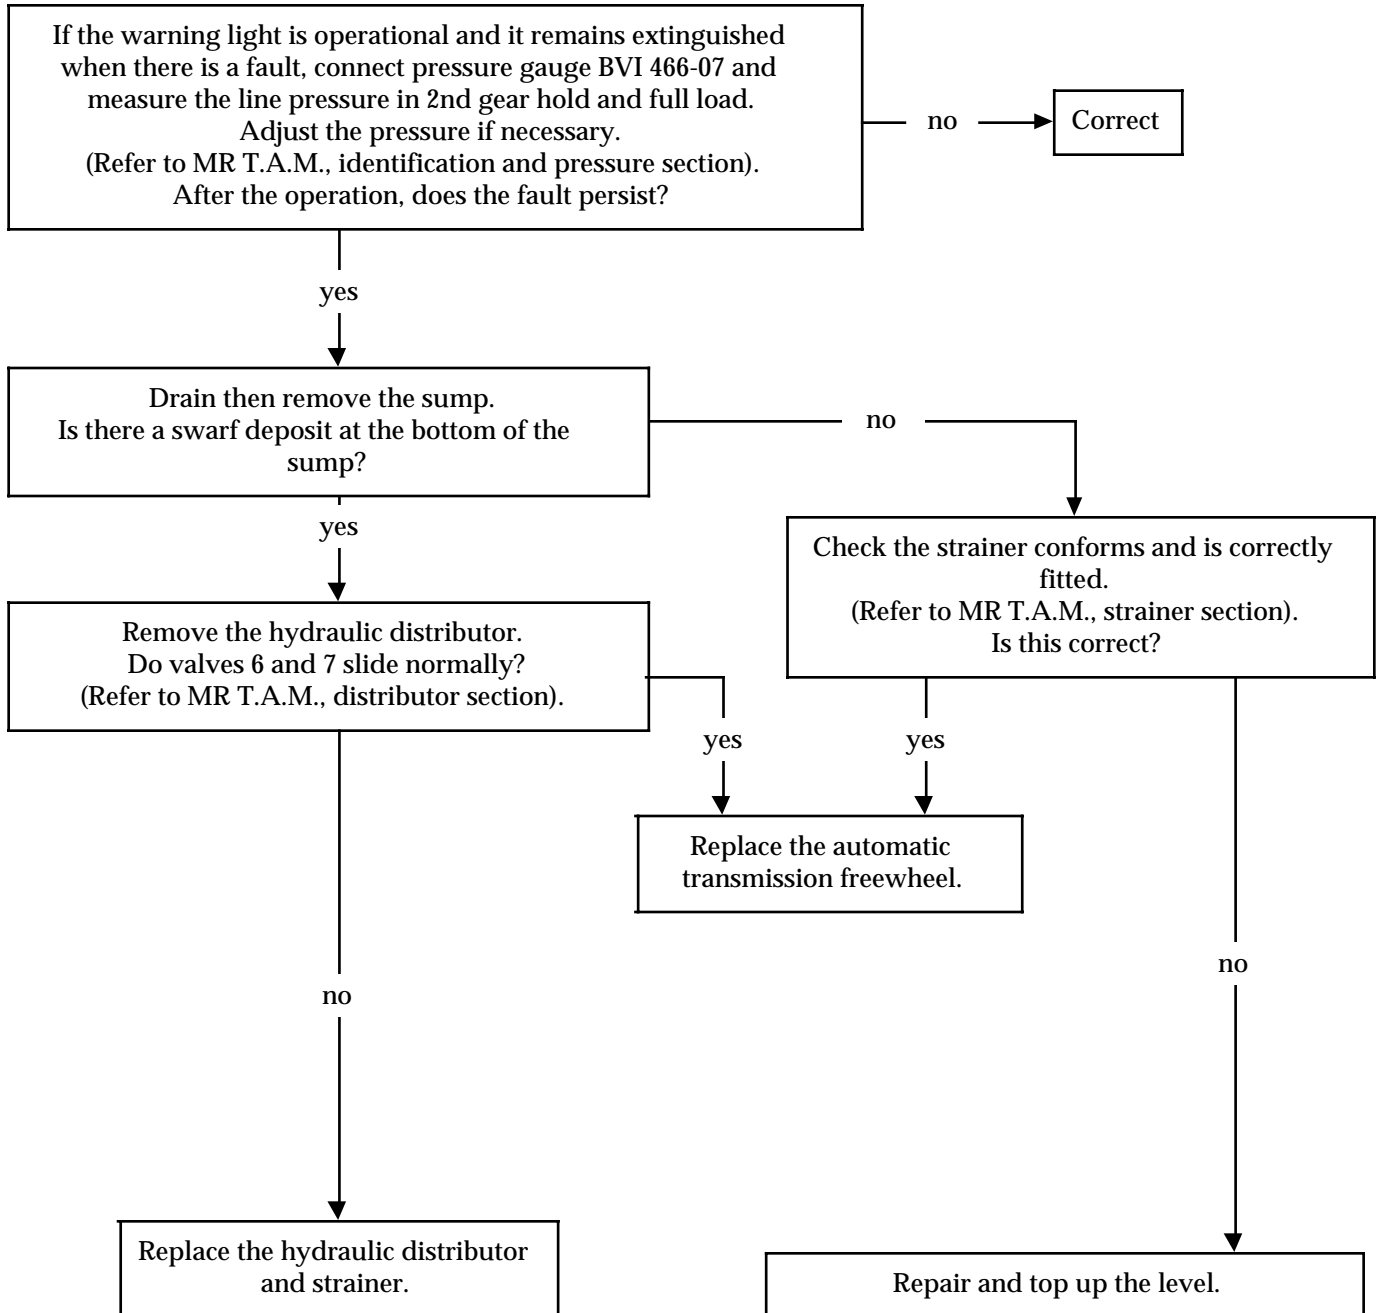 If the warning light is operational and it remains extinguished
when there is a fault, connect pressure gauge BVI 466-07 and
measure the line pressure in 2nd gear hold and full load.
Adjust the pressure if necessary.
(Refer to MR T.A.M., identification and pressure section).
After the operation, does the fault persist?
no
Correct
yes
Drain then remove the sump.
Is there a swarf deposit at the bottom of the
sump?
no
yes
Check the strainer conforms and is correctly
fitted.
(Refer to MR T.A.M., strainer section).
Is this correct?
Remove the hydraulic distributor.
Do valves 6 and 7 slide normally?
(Refer to MR T.A.M., distributor section).
yes
yes
Replace the automatic
transmission freewheel.
no
no
Replace the hydraulic distributor
and strainer.
Repair and top up the level.